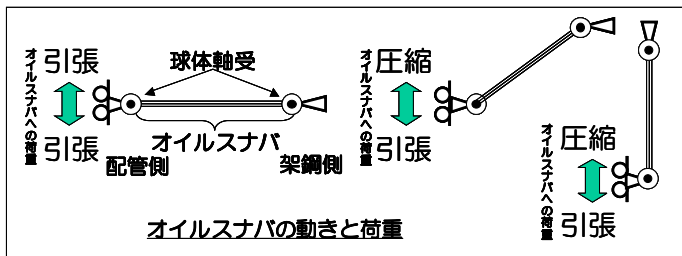 オイルスナバへの荷重
引張
引張
球体軸受
オイルスナバ
配管側
架鋼側
オイルスナバへの荷重
圧縮
引張
オイルスナバへの荷重
圧縮
引張
オイルスナバの動きと荷重